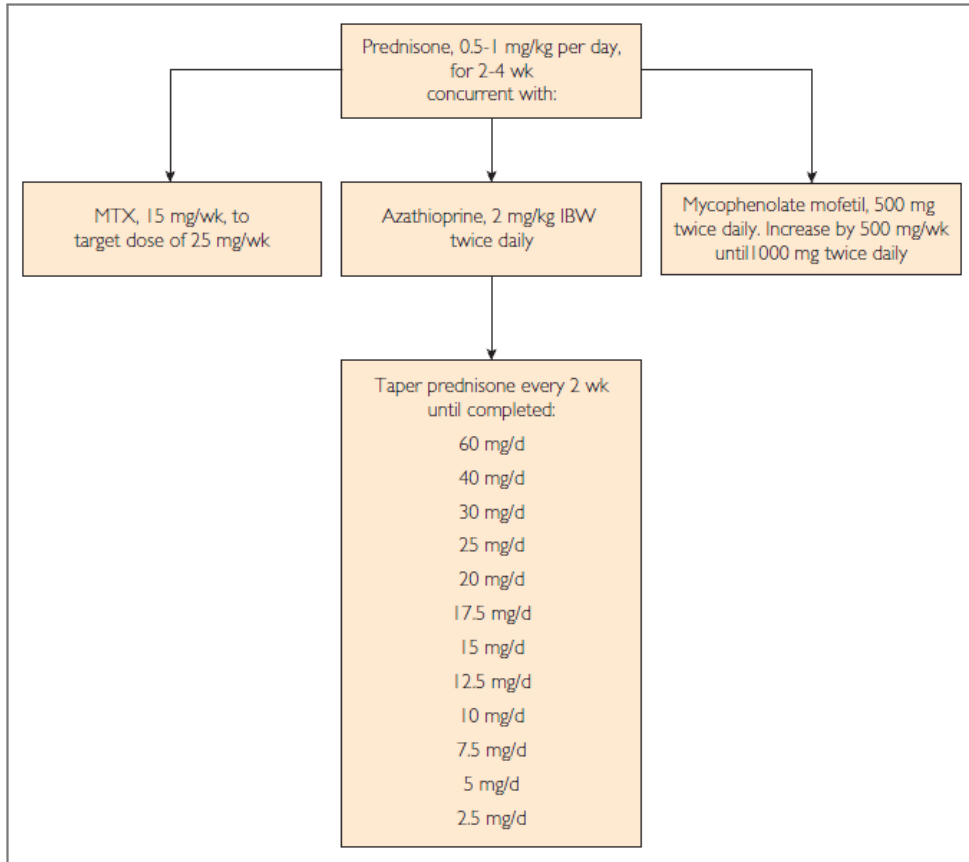 Prednisone, 0.5-1 mg/kg per day,
for 2-4 wk
concurrent with:
MTX, 15 mg/wk, to
target dose of 25 mg/wk
Azathioprine, 2 mg/kg IBW
twice daily
Mycophenolate mofetil, 500 mg
twice daily. Increase by 500 mg/wk
until1000 mg twice daily
Taper prednisone every 2 wk
until completed:
60 mg/d
40 mg/d
30 mg/d
25 mg/d
20 mg/d
17.5 mg/d
15 mg/d
12.5 mg/d
10 mg/d
7.5 mg/d
5 mg/d
2.5 mg/d